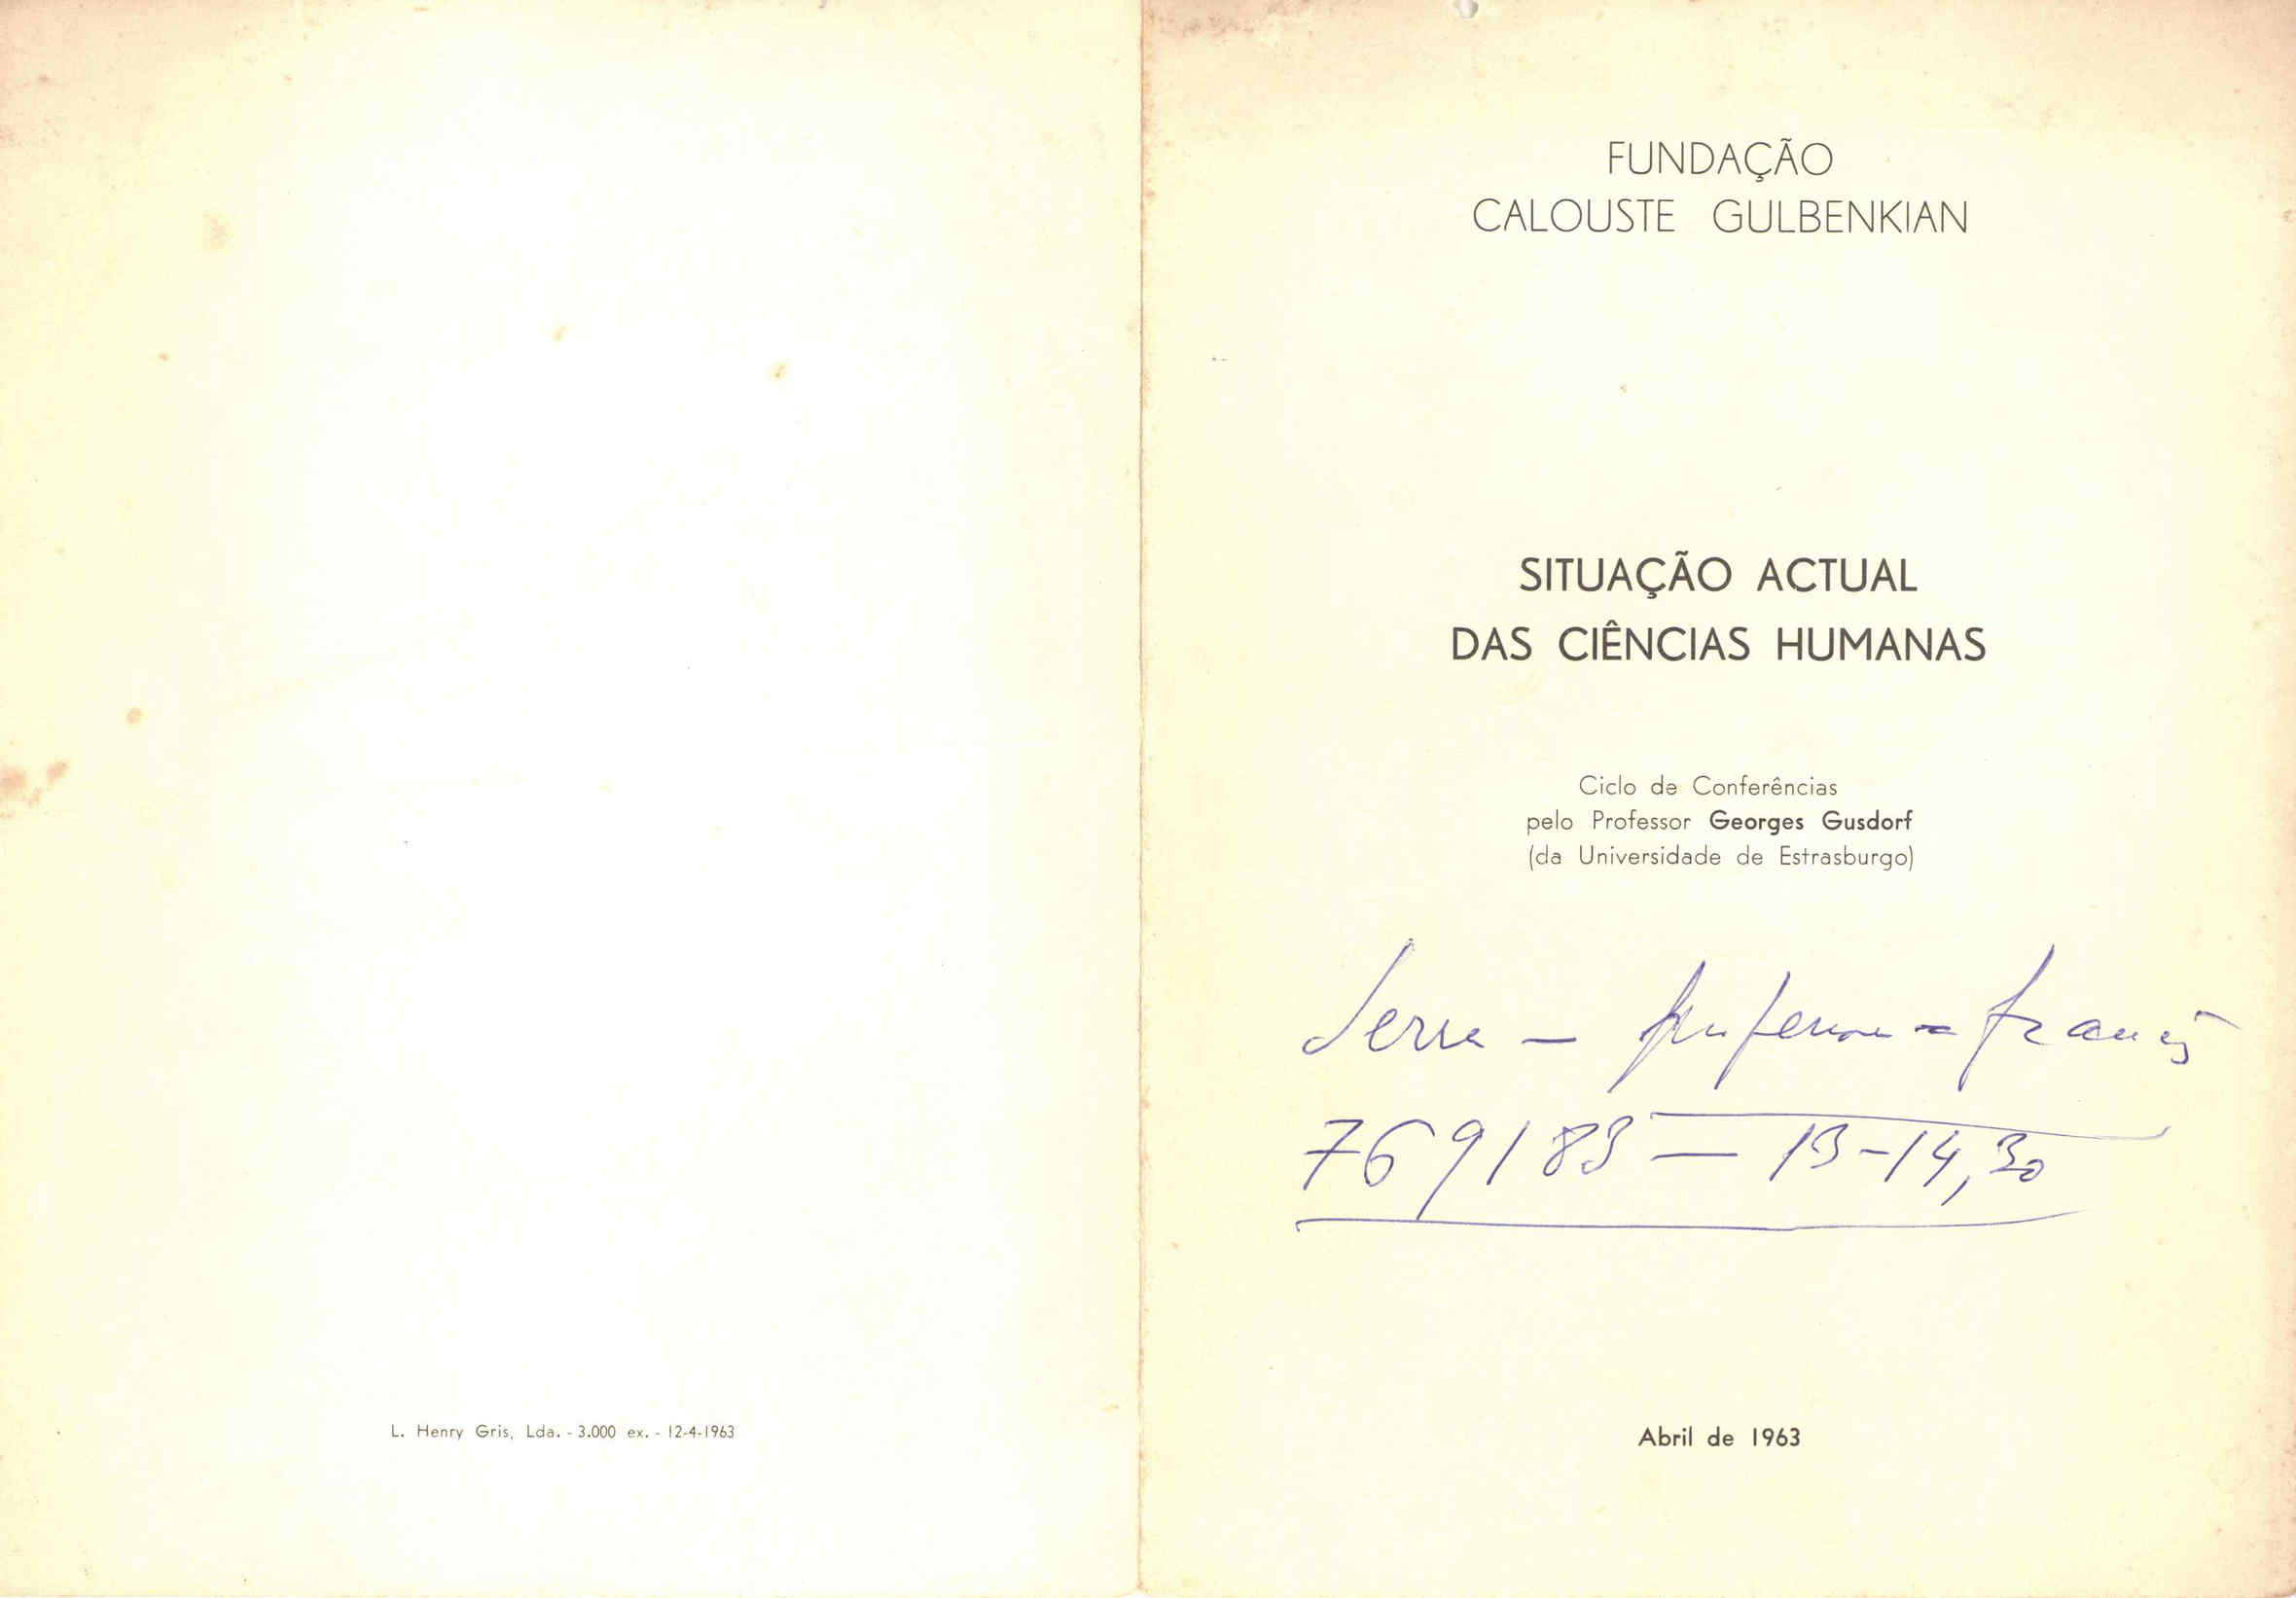 L. Henry Gris, Lda. - 3.000 ex. - 12-4-1963
FUNDAÇÃO
CALOUSTE GULBENKIAN
SITUAÇÃO ACTUAL
DAS CIÊNCIAS HUMANAS
Ciclo de Conferências
pelo Professor Georges Gusdorf
(da Universidade de Estrasburgo)
Serra — professor - francês
769183 — 13-14,30
Abril de 1963